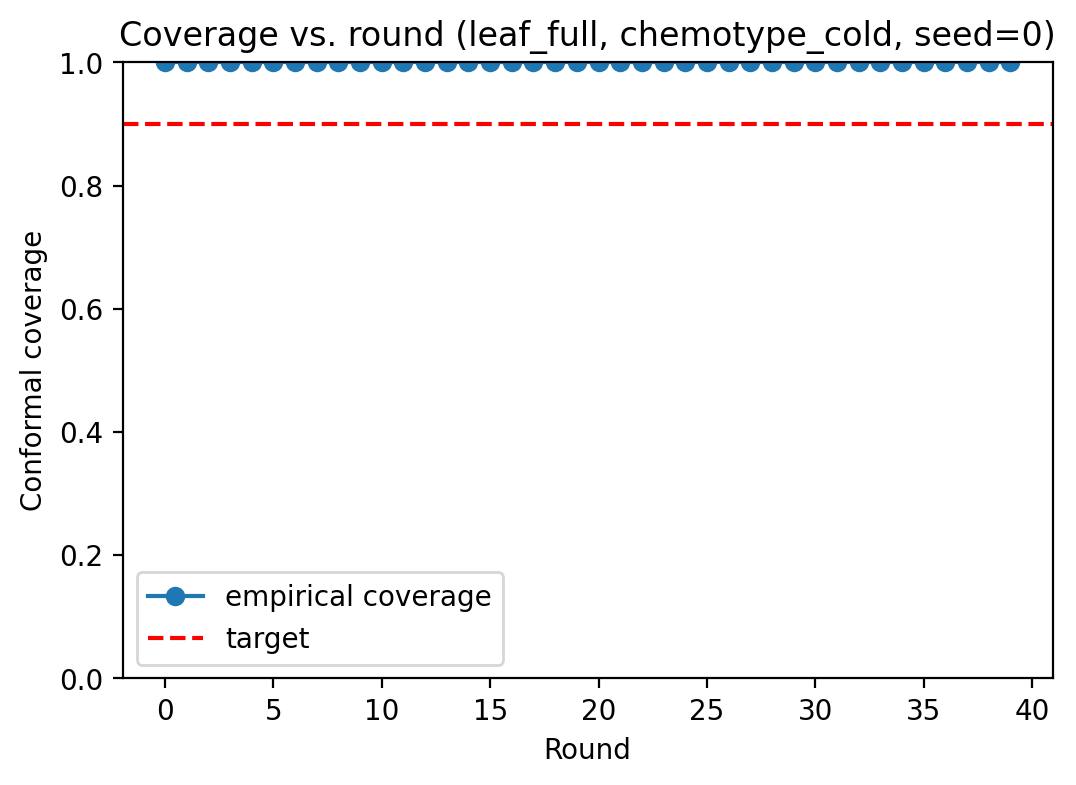 Coverage vs. round (leaf_full, chemotype_cold, seed=0)
1.0
0.8
0.6
0.4
0.2
0.0
Conformal coverage
empirical coverage
target
0 5 10 15 20 25 30 35 40
Round